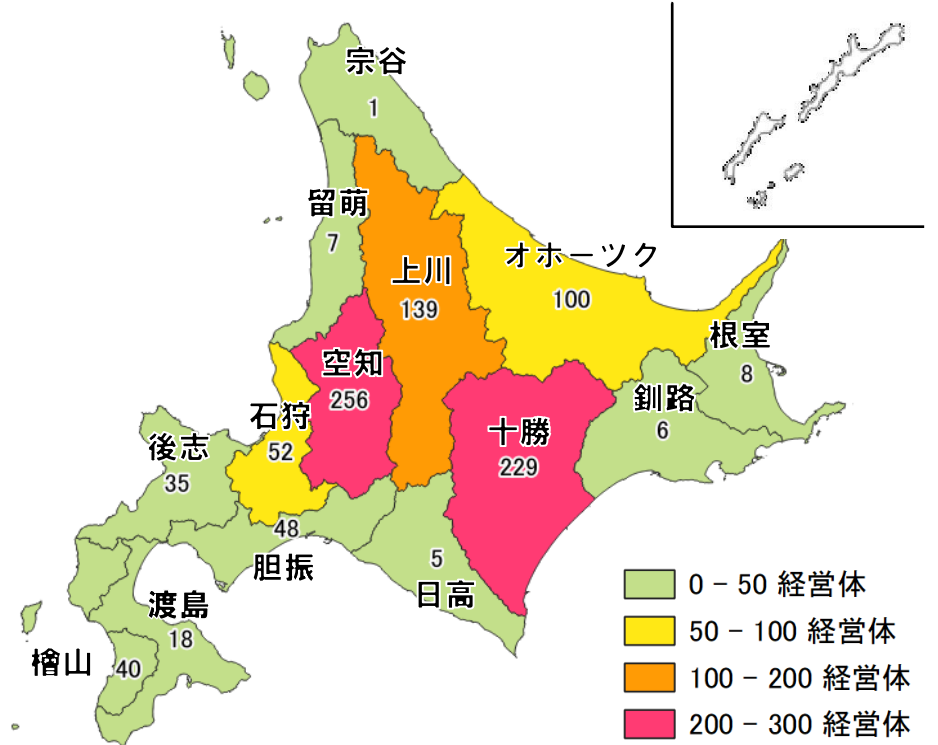 宗谷
1
留萌
7
上川
139
オホーツク
100
根室
8
釧路
6
空知
256
石狩
52
十勝
229
後志
35
48
胆振
5
日高
渡島
18
檜山
40
0 - 50 経営体
50 - 100 経営体
100 - 200 経営体
200 - 300 経営体